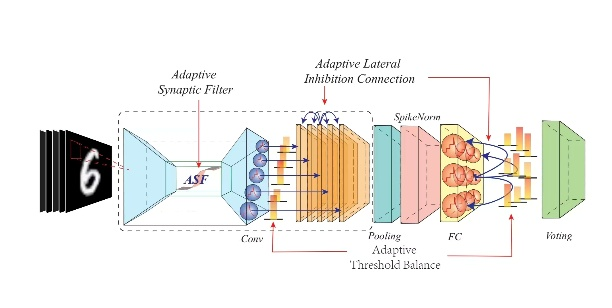 Adaptive
Synaptic Filter
Adaptive Lateral
Inhibition Connection
SpikeNorm
6
ASF
Conv
Pooling
FC
Voting
Adaptive
Threshold Balance